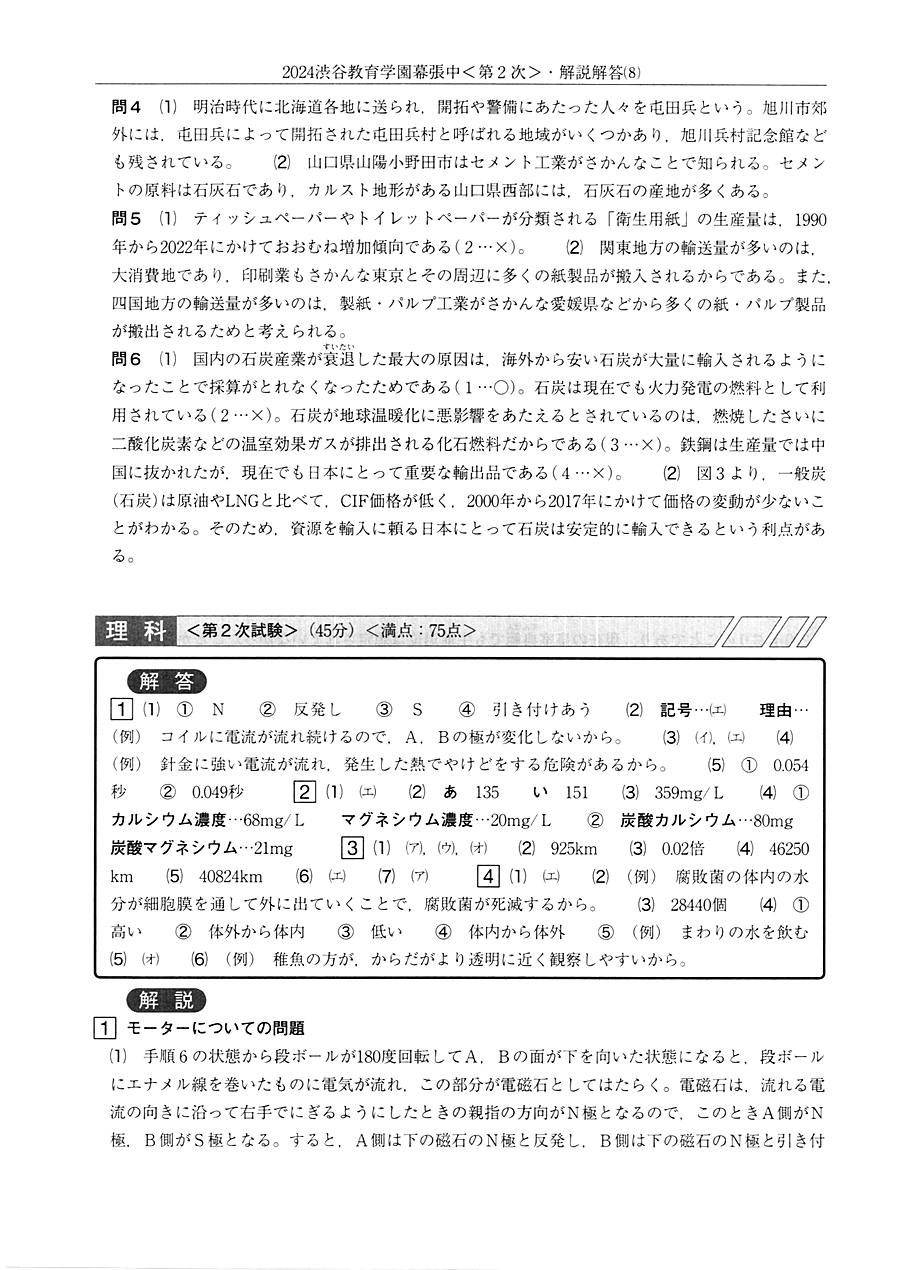 2024渋谷教育学園幕張中<第2次>・解説解答(8)
問4 (1) 明治時代に北海道各地に送られ，開拓や警備にあたった人々を屯田兵という。旭川市郊
外には，屯田兵によって開拓された屯田兵村と呼ばれる地域がいくつかあり，旭川兵村記念館など
も残されている。 (2) 山口県山陽小野田市はセメント工業がさかんなことで知られる。セメン
トの原料は石灰石であり，カルスト地形がある山口県西部には，石灰石の産地が多くある。
問5 (1) ティッシュペーパーやトイレットペーパーが分類される「衛生用紙」の生産量は，1990
年から2022年にかけておおむね増加傾向である(2…×)。 (2) 関東地方の輸送量が多いのは，
大消費地であり，印刷業もさかんな東京とその周辺に多くの紙製品が搬入されるからである。また，
四国地方の輸送量が多いのは，製紙・パルプ工業がさかんな愛媛県などから多くの紙・パルプ製品
が搬出されるためと考えられる。
すいたい
問6 (1) 国内の石炭産業が衰退した最大の原因は，海外から安い石炭が大量に輸入されるように
なったことで採算がとれなくなったためである(1…○)。石炭は現在でも火力発電の燃料として利
用されている(2…×)。石炭が地球温暖化に悪影響をあたえるとされているのは，燃焼したさいに
二酸化炭素などの温室効果ガスが排出される化石燃料だからである(3…×)。鉄鋼は生産量では中
国に抜かれたが，現在でも日本にとって重要な輸出品である(4…×)。 (2) 図3より，一般炭
(石炭)は原油やLNGと比べて，CIF価格が低く，2000年から2017年にかけて価格の変動が少ないこ
とがわかる。そのため，資源を輸入に頼る日本にとって石炭は安定的に輸入できるという利点があ
る。
理科 <第2次試験> (45分) <満点：75点>
解答
1 (1) ① N ② 反発し ③ S ④ 引き付けあう (2) 記号…(エ) 理由…
(例) コイルに電流が流れ続けるので，A，Bの極が変化しないから。 (3) (イ)，(エ) (4)
(例) 針金に強い電流が流れ，発生した熱でやけどをする危険があるから。 (5) ① 0.054
秒 ② 0.049秒 2 (1) (エ) (2) あ 135 い 151 (3) 359mg/L (4) ①
カルシウム濃度…68mg/L マグネシウム濃度…20mg/L ② 炭酸カルシウム…80mg
炭酸マグネシウム…21mg 3 (1) (ア)，(ウ)，(オ) (2) 925km (3) 0.02倍 (4) 46250
km (5) 40824km (6) (エ) (7) (ア) 4 (1) (エ) (2) (例) 腐敗菌の体内の水
分が細胞膜を通して外に出ていくことで，腐敗菌が死滅するから。 (3) 28440個 (4) ①
高い ② 体外から体内 ③ 低い ④ 体内から体外 ⑤ (例) まわりの水を飲む
(5) (オ) (6) (例) 稚魚の方が，からだがより透明に近く観察しやすいから。
解説
1 モーターについての問題
(1) 手順6の状態から段ボールが180度回転してA，Bの面が下を向いた状態になると，段ボール
にエナメル線を巻いたものに電気が流れ，この部分が電磁石としてはたらく。電磁石は，流れる電
流の向きに沿って右手でにぎるようにしたときの親指の方向がN極となるので，このときA側がN
極，B側がS極となる。すると，A側は下の磁石のN極と反発し，B側は下の磁石のN極と引き付